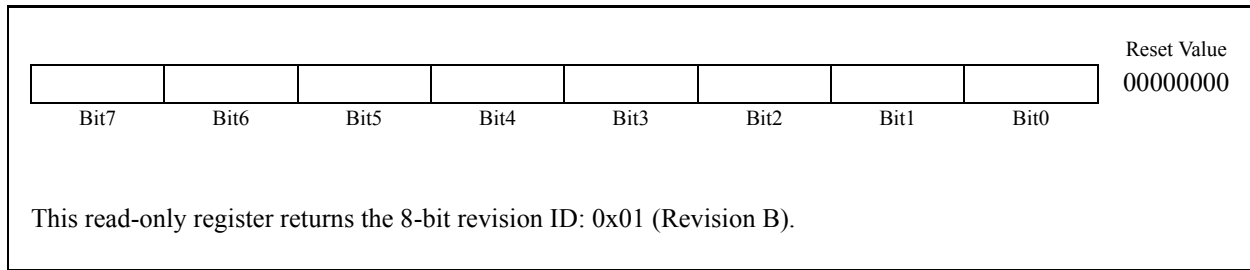 Reset Value
00000000
Bit7 Bit6 Bit5 Bit4 Bit3 Bit2 Bit1 Bit0
This read-only register returns the 8-bit revision ID: 0x01 (Revision B).